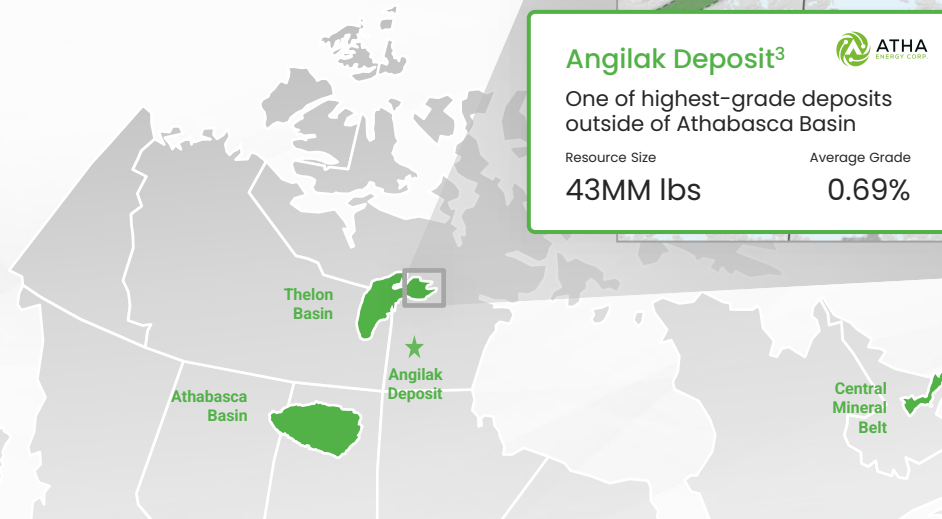 Angilak Deposit³
ATHA
ENERGY CORP.
One of highest-grade deposits
outside of Athabasca Basin
Resource Size
Average Grade
43MM lbs
0.69%
Thelon
Basin
Angilak
Deposit
Athabasca
Basin
Central
Mineral
Belt